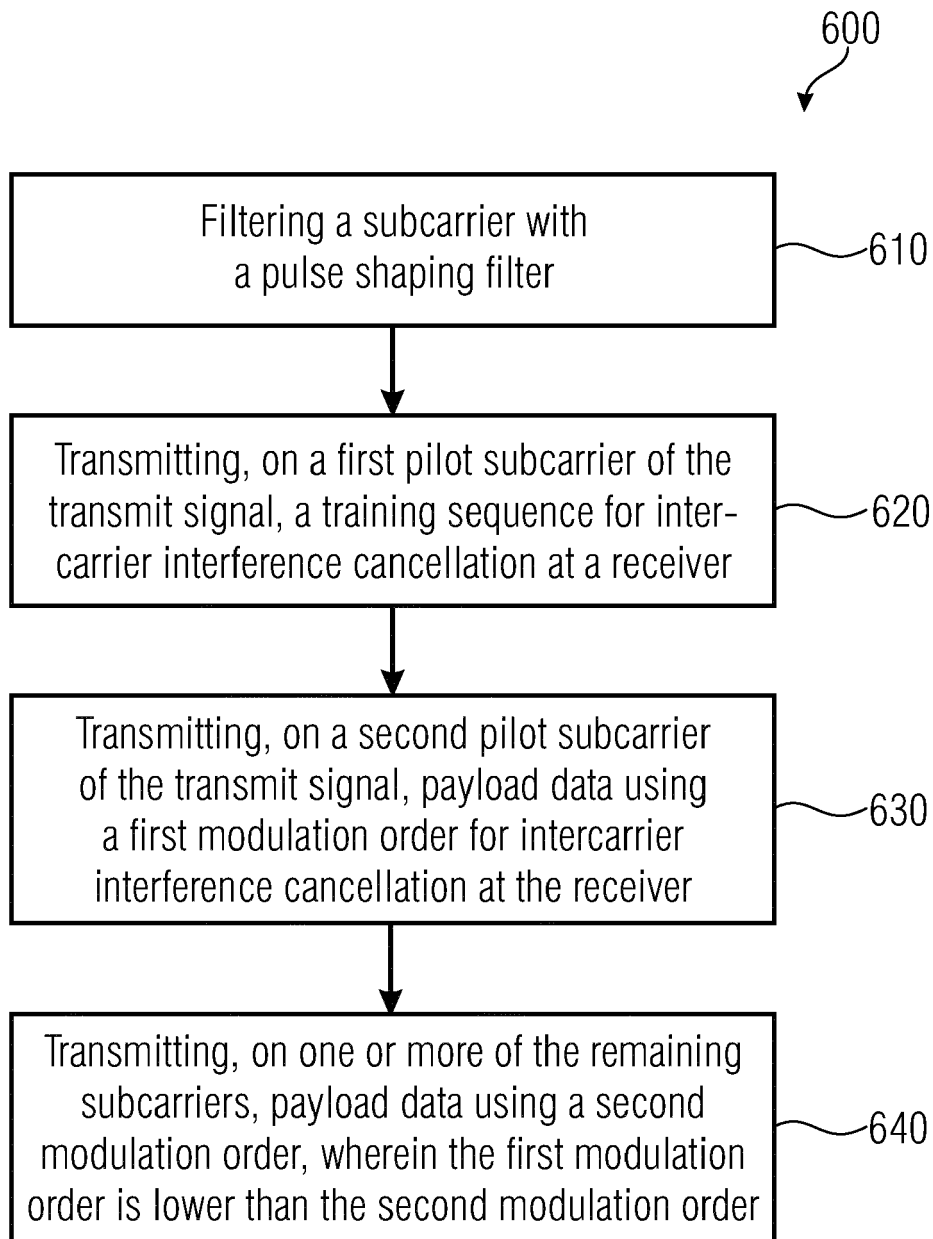 600
Filtering a subcarrier with
a pulse shaping filter
610
Transmitting, on a first pilot subcarrier of the
transmit signal, a training sequence for inter-
carrier interference cancellation at a receiver
620
Transmitting, on a second pilot subcarrier
of the transmit signal, payload data using
a first modulation order for intercarrier
interference cancellation at the receiver
630
Transmitting, on one or more of the remaining
subcarriers, payload data using a second
modulation order, wherein the first modulation
order is lower than the second modulation order
640